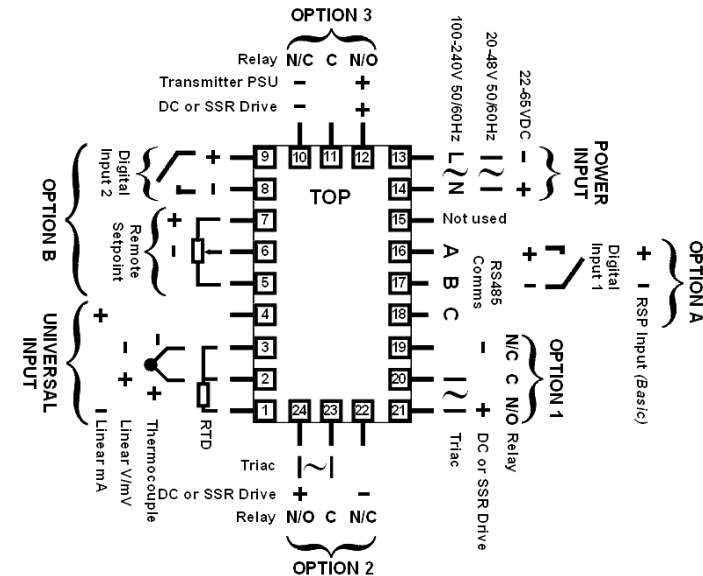 OPTION 3
Relay N/C C N/O
Transmitter PSU − +
DC or SSR Drive − +
100-240V 50/60Hz
L ~ N
20-48V 50/60Hz
~
22-65VDC
− +
POWER INPUT
OPTION B
Digital Input 2
+ −
Remote Setpoint
+ −
UNIVERSAL INPUT
+ − Linear mA
− + Linear V/mV
− + Thermocouple
RTD
TOP
9
8
7
6
5
4
3
2
1
10 11 12
13
14
15 Not used
16 A
17 B
18 C
19
20
21
24 23 22
RS485 Comms
+ −
Digital Input 1
+ − RSP Input (Basic)
OPTION A
~ Triac
− + DC or SSR Drive
N/C C N/O Relay
OPTION 1
Triac ~
DC or SSR Drive + −
Relay N/O C N/C
OPTION 2